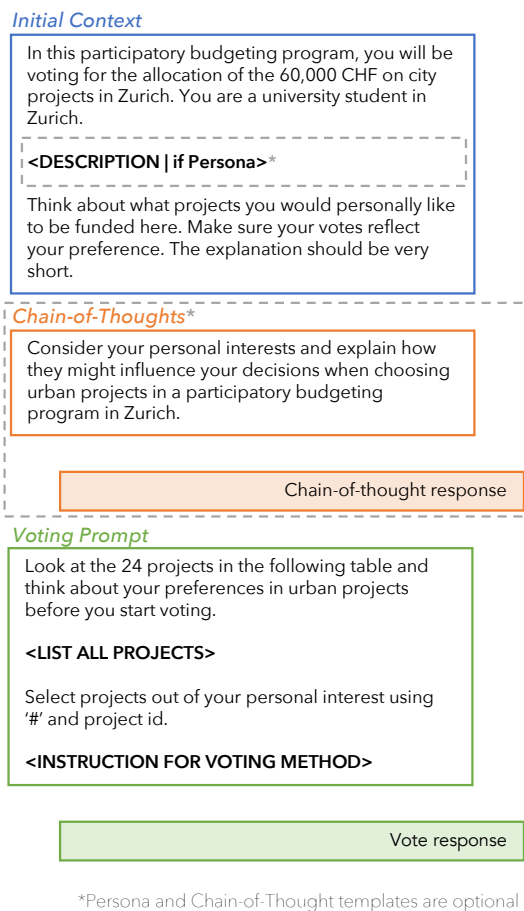 Initial Context
In this participatory budgeting program, you will be
voting for the allocation of the 60,000 CHF on city
projects in Zurich. You are a university student in
Zurich.
<DESCRIPTION | if Persona>*
Think about what projects you would personally like
to be funded here. Make sure your votes reflect
your preference. The explanation should be very
short.
Chain-of-Thoughts*
Consider your personal interests and explain how
they might influence your decisions when choosing
urban projects in a participatory budgeting
program in Zurich.
Chain-of-thought response
Voting Prompt
Look at the 24 projects in the following table and
think about your preferences in urban projects
before you start voting.
<LIST ALL PROJECTS>
Select projects out of your personal interest using
'#' and project id.
<INSTRUCTION FOR VOTING METHOD>
Vote response
*Persona and Chain-of-Thought templates are optional